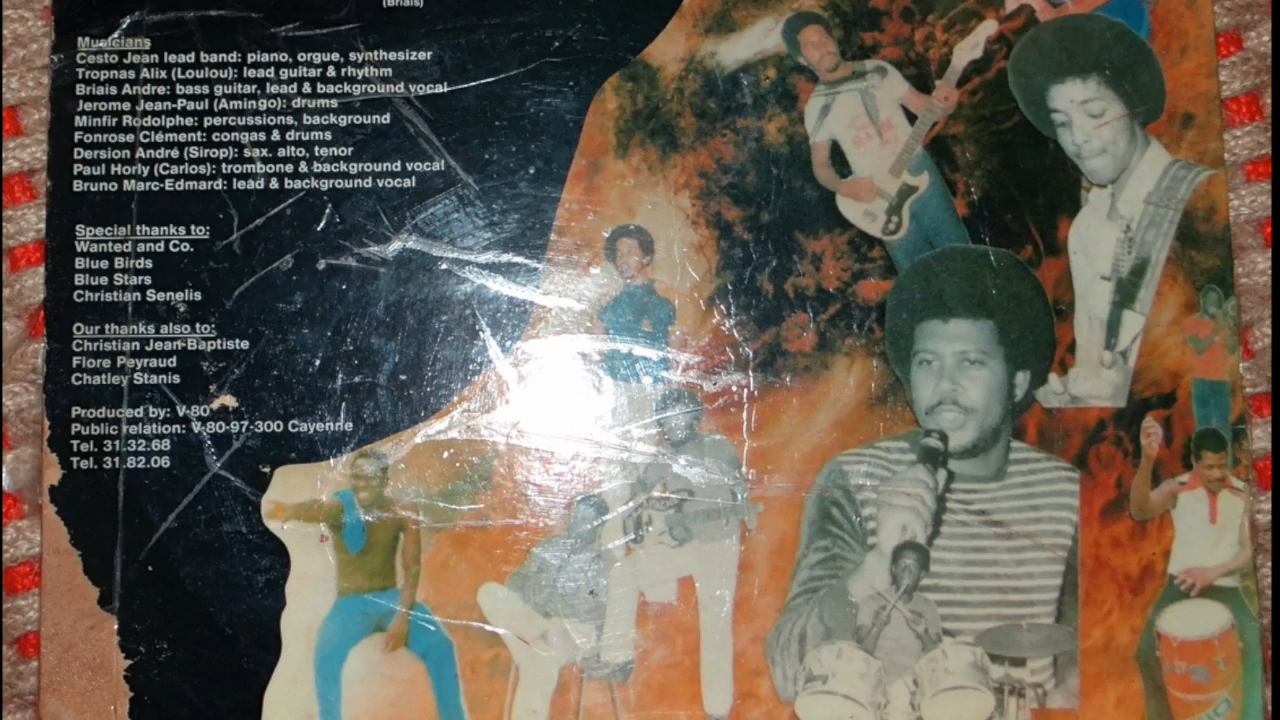 (Briais)
Musicians
Cesto Jean lead band: piano, orgue, synthesizer
Tropnas Alix (Loulou): lead guitar & rhythm
Briais Andre: bass guitar, lead & background vocal
Jerome Jean-Paul (Amingo): drums
Minfir Rodolphe: percussions, background
Fonrose Clément: congas & drums
Dersion André (Sirop): sax. alto, tenor
Paul Horly (Carlos): trombone & background vocal
Bruno Marc-Edmard: lead & background vocal
Special thanks to:
Wanted and Co.
Blue Birds
Blue Stars
Christian Senelis
Our thanks also to:
Christian Jean-Baptiste
Flore Peyraud
Chatley Stanis
Produced by: V-80
Public relation: V-80-97-300 Cayenne
Tel. 31.32.68
Tel. 31.82.06